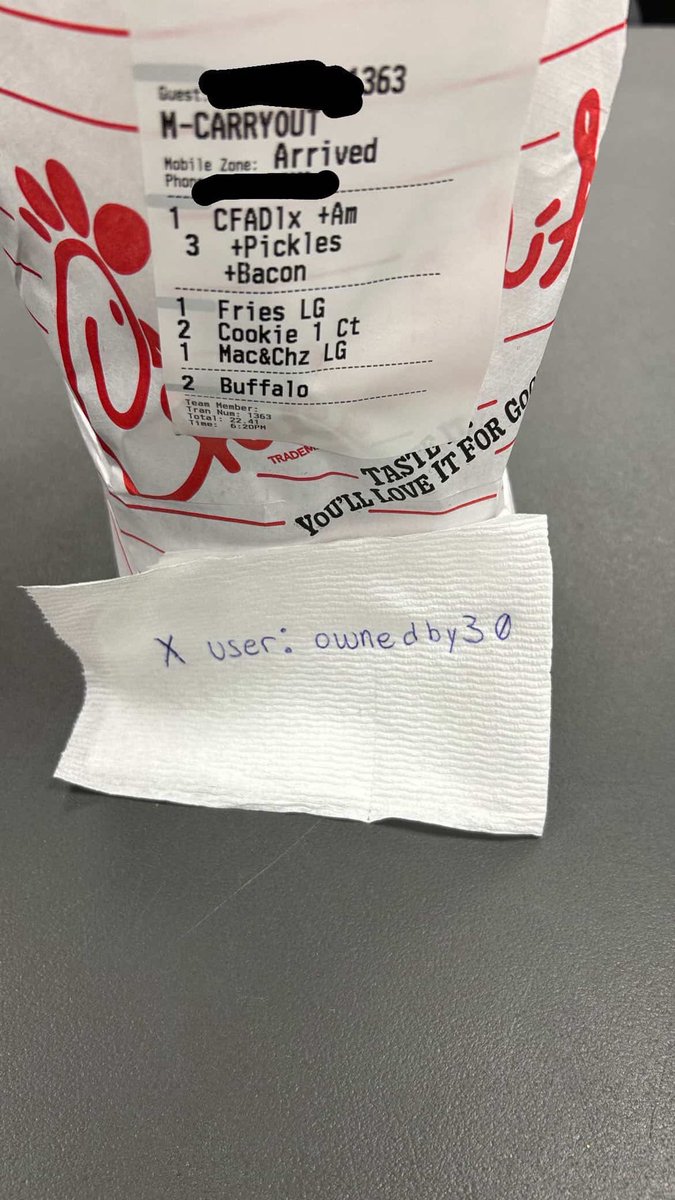 Guest: 1363
M-CARRYOUT
Mobile Zone: Arrived
Phon
1 CFADlx +Am
3 +Pickles
+Bacon
1 Fries LG
2 Cookie 1 Ct
1 Mac&Chz LG
2 Buffalo
Team Member:
Tran Num: 1363
Total: 22.41
Time: 6:20PM
TRADEM
TASTE
YOU'LL LOVE IT FOR GOO
X user: ownedby30